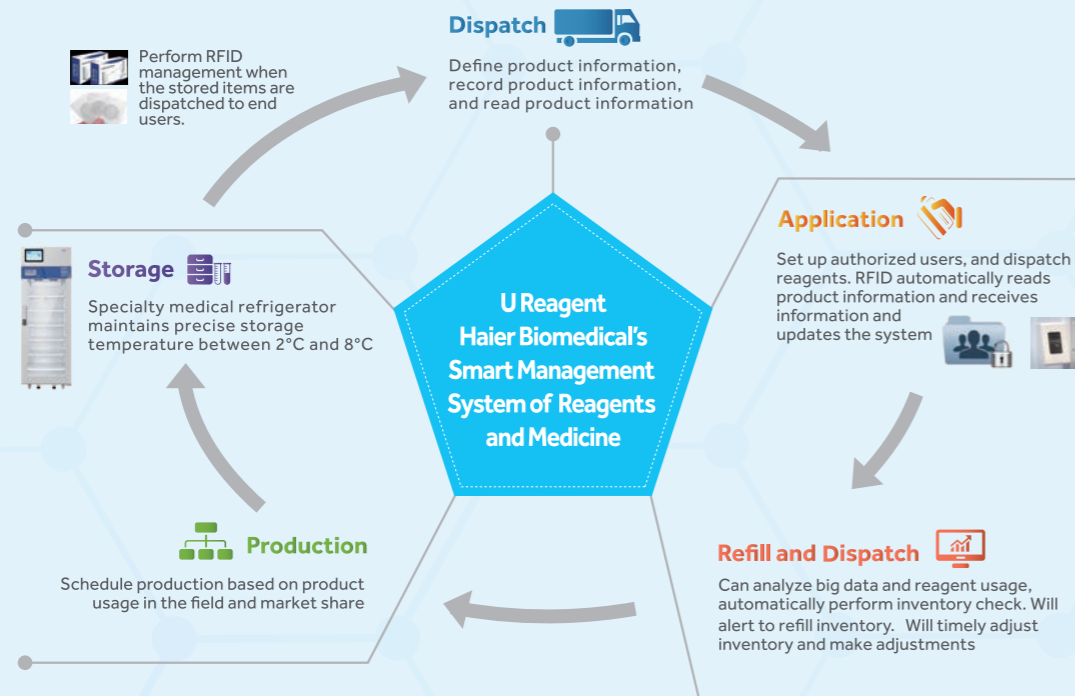 Dispatch
Define product information,
record product information,
and read product information
Perform RFID
management when
the stored items are
dispatched to end
users.
Application
Set up authorized users, and dispatch
reagents. RFID automatically reads
product information and receives
information and
updates the system
Storage
Specialty medical refrigerator
maintains precise storage
temperature between 2°C and 8°C
U Reagent
Haier Biomedical’s
Smart Management
System of Reagents
and Medicine
Production
Schedule production based on product
usage in the field and market share
Refill and Dispatch
Can analyze big data and reagent usage,
automatically perform inventory check. Will
alert to refill inventory. Will timely adjust
inventory and make adjustments